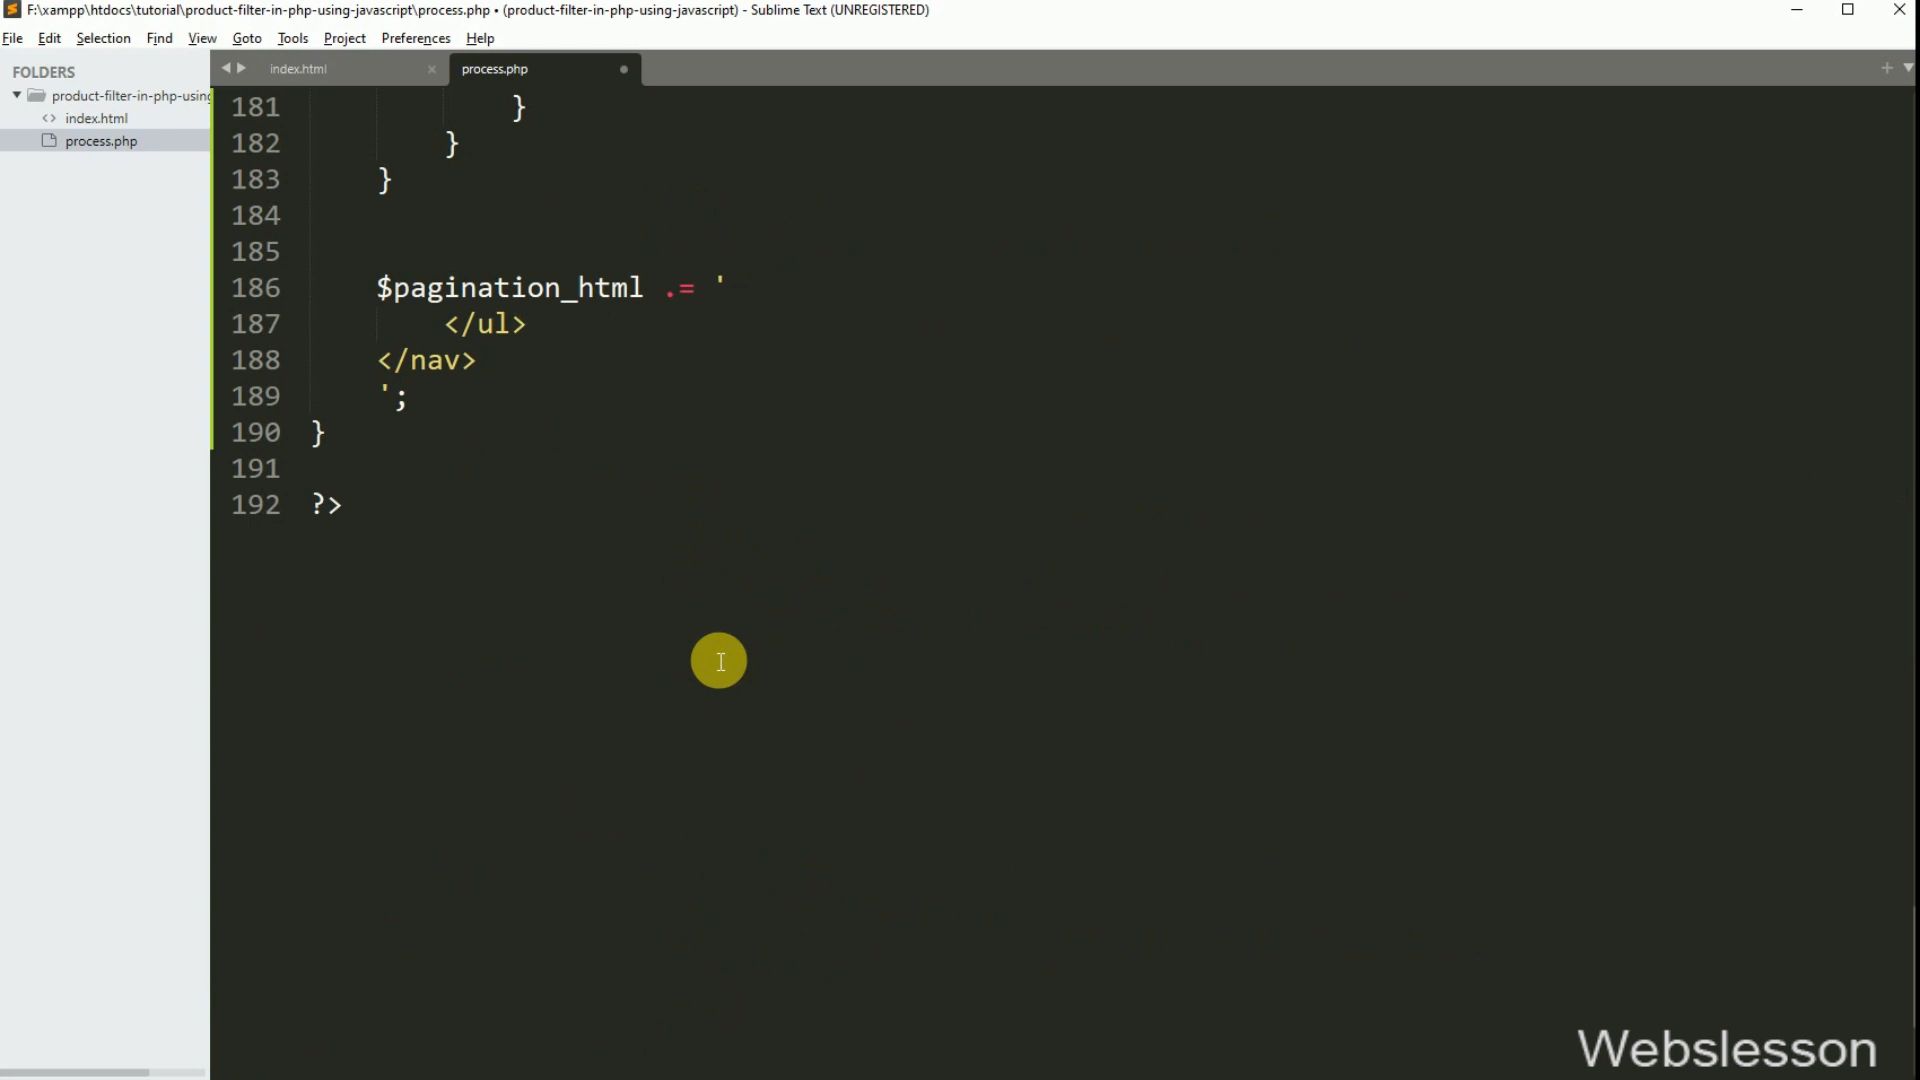 F:\xampp\htdocs\tutorial\product-filter-in-php-using-javascript\process.php • (product-filter-in-php-using-javascript) - Sublime Text (UNREGISTERED)
File Edit Selection Find View Goto Tools Project Preferences Help
FOLDERS
product-filter-in-php-using
index.html
process.php
index.html process.php
181 }
182 }
183 }
184
185
186 $pagination_html .= '
187 </ul>
188 </nav>
189 ';
190 }
191
192 ?>
Webslesson